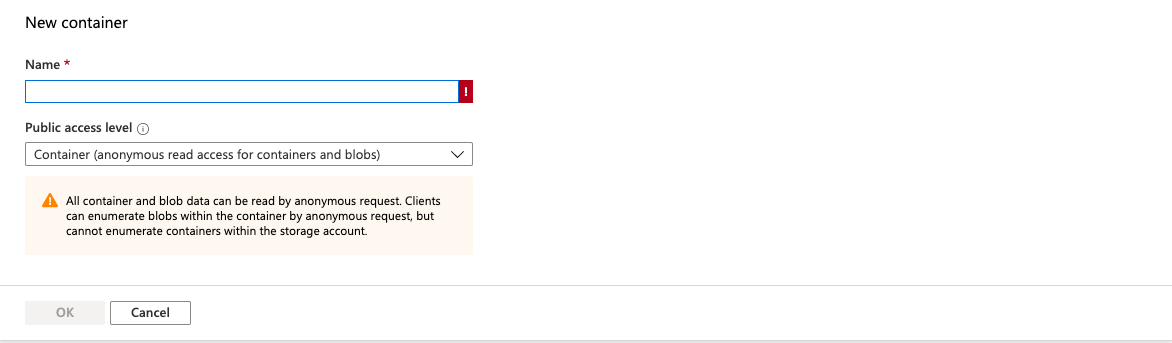 New container
Name *
!
Public access level
Container (anonymous read access for containers and blobs)
All container and blob data can be read by anonymous request. Clients
can enumerate blobs within the container by anonymous request, but
cannot enumerate containers within the storage account.
OK
Cancel